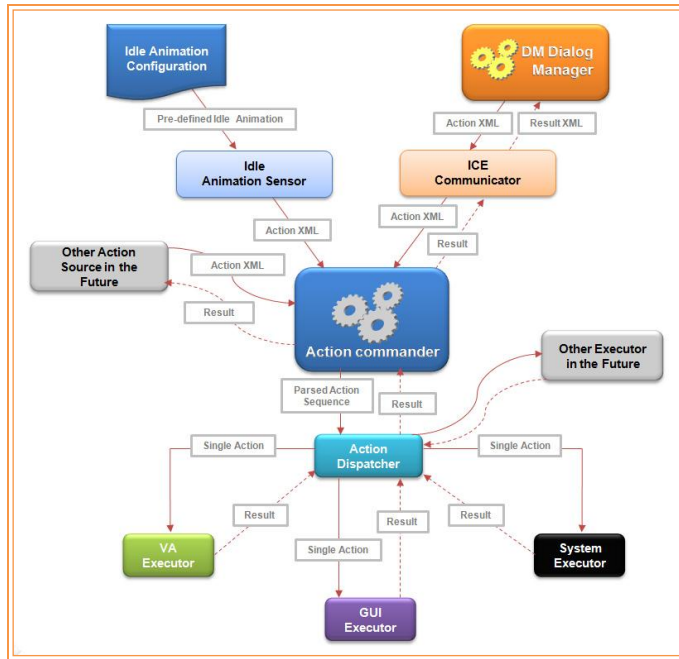 Idle Animation
Configuration
DM Dialog
Manager
Pre-defined Idle Animation
Action XML
Result XML
Idle
Animation Sensor
ICE
Communicator
Action XML
Action XML
Result
Other Action
Source in the
Future
Action XML
Result
Action commander
Other Executor
in the Future
Parsed Action
Sequence
Result
Single Action
Action
Dispatcher
Single Action
Result
Result
Result
VA
Executor
Single Action
System
Executor
GUI
Executor